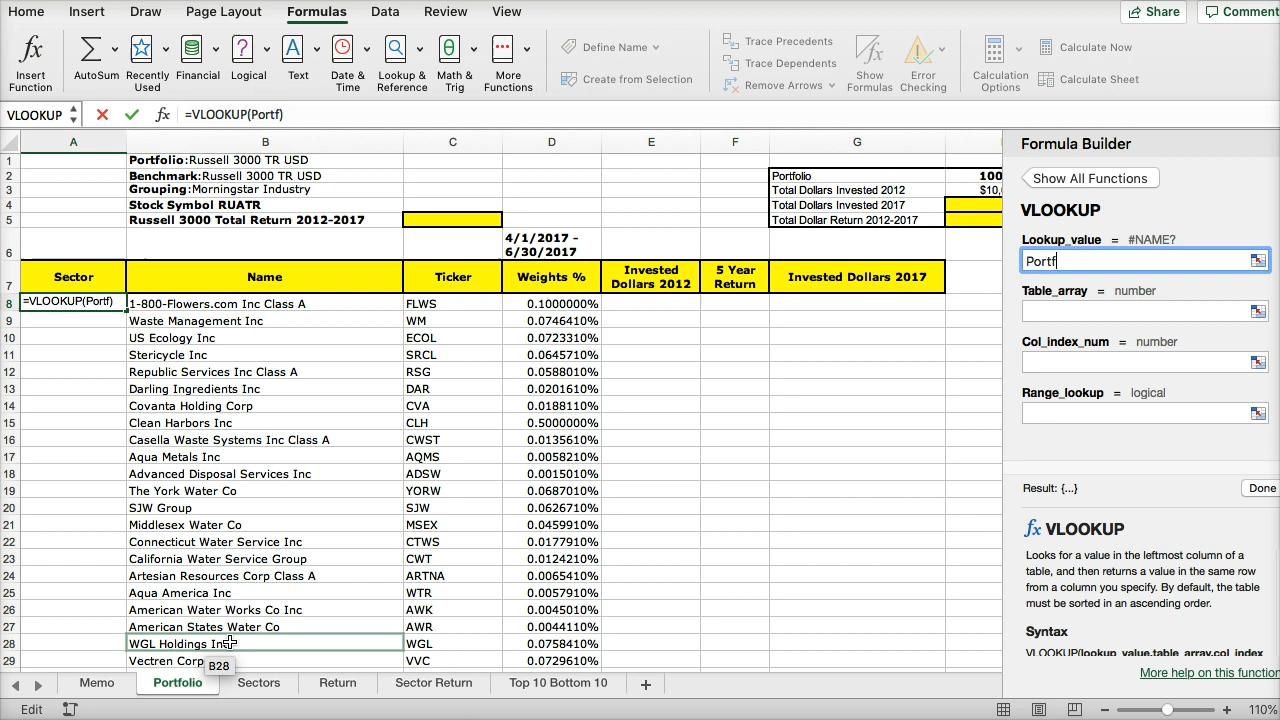 Home Insert Draw Page Layout Formulas Data Review View Share Comment
fx Σ ? A θ
Insert Function AutoSum Recently Used Financial Logical Text Date & Time Lookup & Reference Math & Trig More Functions Define Name Create from Selection Trace Precedents Trace Dependents Remove Arrows Show Formulas Error Checking Calculation Options Calculate Now Calculate Sheet
VLOOKUP fx =VLOOKUP(Portf)
A B C D E F G
1 Portfolio:Russell 3000 TR USD
2 Benchmark:Russell 3000 TR USD Portfolio 100
3 Grouping:Morningstar Industry Total Dollars Invested 2012 $10,
4 Stock Symbol RUATR Total Dollars Invested 2017
5 Russell 3000 Total Return 2012-2017 Total Dollar Return 2012-2017
6 4/1/2017 - 6/30/2017
7 Sector Name Ticker Weights % Invested Dollars 2012 5 Year Return Invested Dollars 2017
8 =VLOOKUP(Portf) 1-800-Flowers.com Inc Class A FLWS 0.1000000%
9 Waste Management Inc WM 0.0746410%
10 US Ecology Inc ECOL 0.0723310%
11 Stericycle Inc SRCL 0.0645710%
12 Republic Services Inc Class A RSG 0.0588010%
13 Darling Ingredients Inc DAR 0.0201610%
14 Covanta Holding Corp CVA 0.0188110%
15 Clean Harbors Inc CLH 0.5000000%
16 Casella Waste Systems Inc Class A CWST 0.0135610%
17 Aqua Metals Inc AQMS 0.0058210%
18 Advanced Disposal Services Inc ADSW 0.0015010%
19 The York Water Co YORW 0.0687010%
20 SJW Group SJW 0.0626710%
21 Middlesex Water Co MSEX 0.0459910%
22 Connecticut Water Service Inc CTWS 0.0177910%
23 California Water Service Group CWT 0.0124210%
24 Artesian Resources Corp Class A ARTNA 0.0065410%
25 Aqua America Inc WTR 0.0057910%
26 American Water Works Co Inc AWK 0.0045010%
27 American States Water Co AWR 0.0044110%
28 WGL Holdings Inc WGL 0.0758410%
29 Vectren Corp VVC 0.0729610%
B28
Formula Builder
Show All Functions
VLOOKUP
Lookup_value = #NAME?
Portf
Table_array = number
Col_index_num = number
Range_lookup = logical
Result: {...} Done
fx VLOOKUP
Looks for a value in the leftmost column of a
table, and then returns a value in the same row
from a column you specify. By default, the table
must be sorted in an ascending order.
Syntax
VLOOKUP(lookup_value,table_array,col_index
More help on this function
Memo Portfolio Sectors Return Sector Return Top 10 Bottom 10 +
Edit 110%